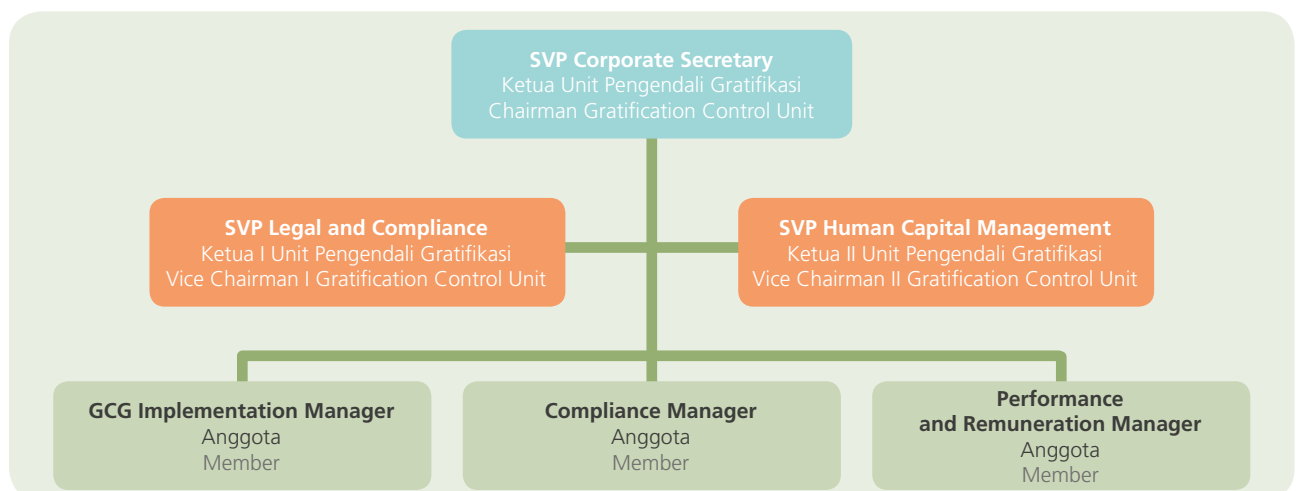 SVP Corporate Secretary
Ketua Unit Pengendali Gratifikasi
Chairman Gratification Control Unit
SVP Legal and Compliance
Ketua I Unit Pengendali Gratifikasi
Vice Chairman I Gratification Control Unit
SVP Human Capital Management
Ketua II Unit Pengendali Gratifikasi
Vice Chairman II Gratification Control Unit
GCG Implementation Manager
Anggota
Member
Compliance Manager
Anggota
Member
Performance
and Remuneration Manager
Anggota
Member